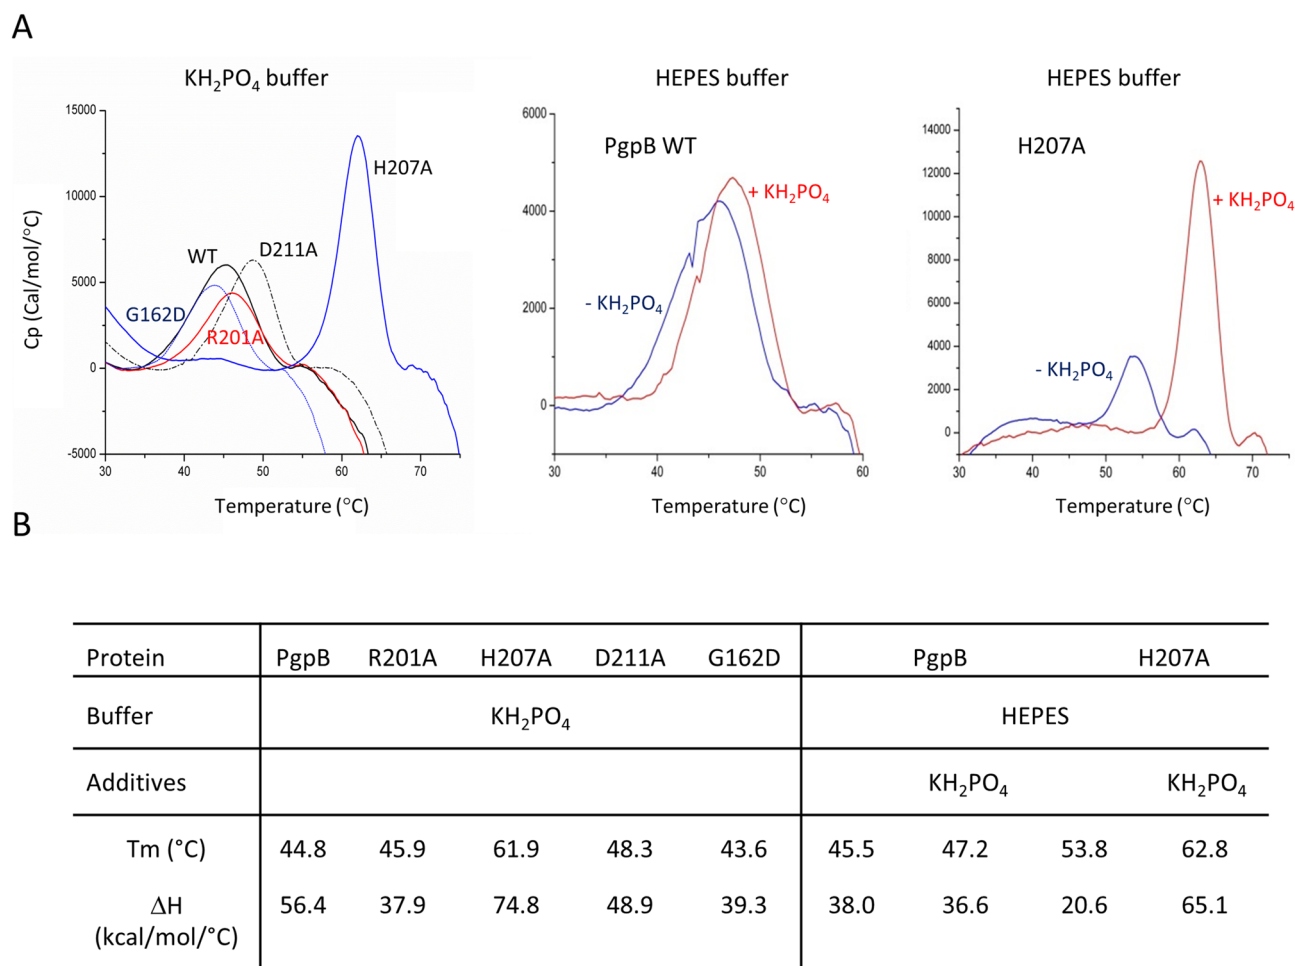 A
KH₂PO₄ buffer
HEPES buffer
HEPES buffer
Cp (Cal/mol/°C)
15000
10000
5000
0
-5000
30
40
50
60
70
Temperature (°C)
H207A
WT
D211A
G162D
R201A
6000
4000
2000
0
30
40
50
60
Temperature (°C)
PgpB WT
+ KH₂PO₄
- KH₂PO₄
14000
12000
10000
8000
6000
4000
2000
0
30
40
50
60
70
Temperature (°C)
H207A
+ KH₂PO₄
- KH₂PO₄
B
Protein PgpB R201A H207A D211A G162D PgpB H207A
Buffer KH₂PO₄ HEPES
Additives KH₂PO₄ KH₂PO₄
Tm (°C) 44.8 45.9 61.9 48.3 43.6 45.5 47.2 53.8 62.8
ΔH 56.4 37.9 74.8 48.9 39.3 38.0 36.6 20.6 65.1
(kcal/mol/°C)